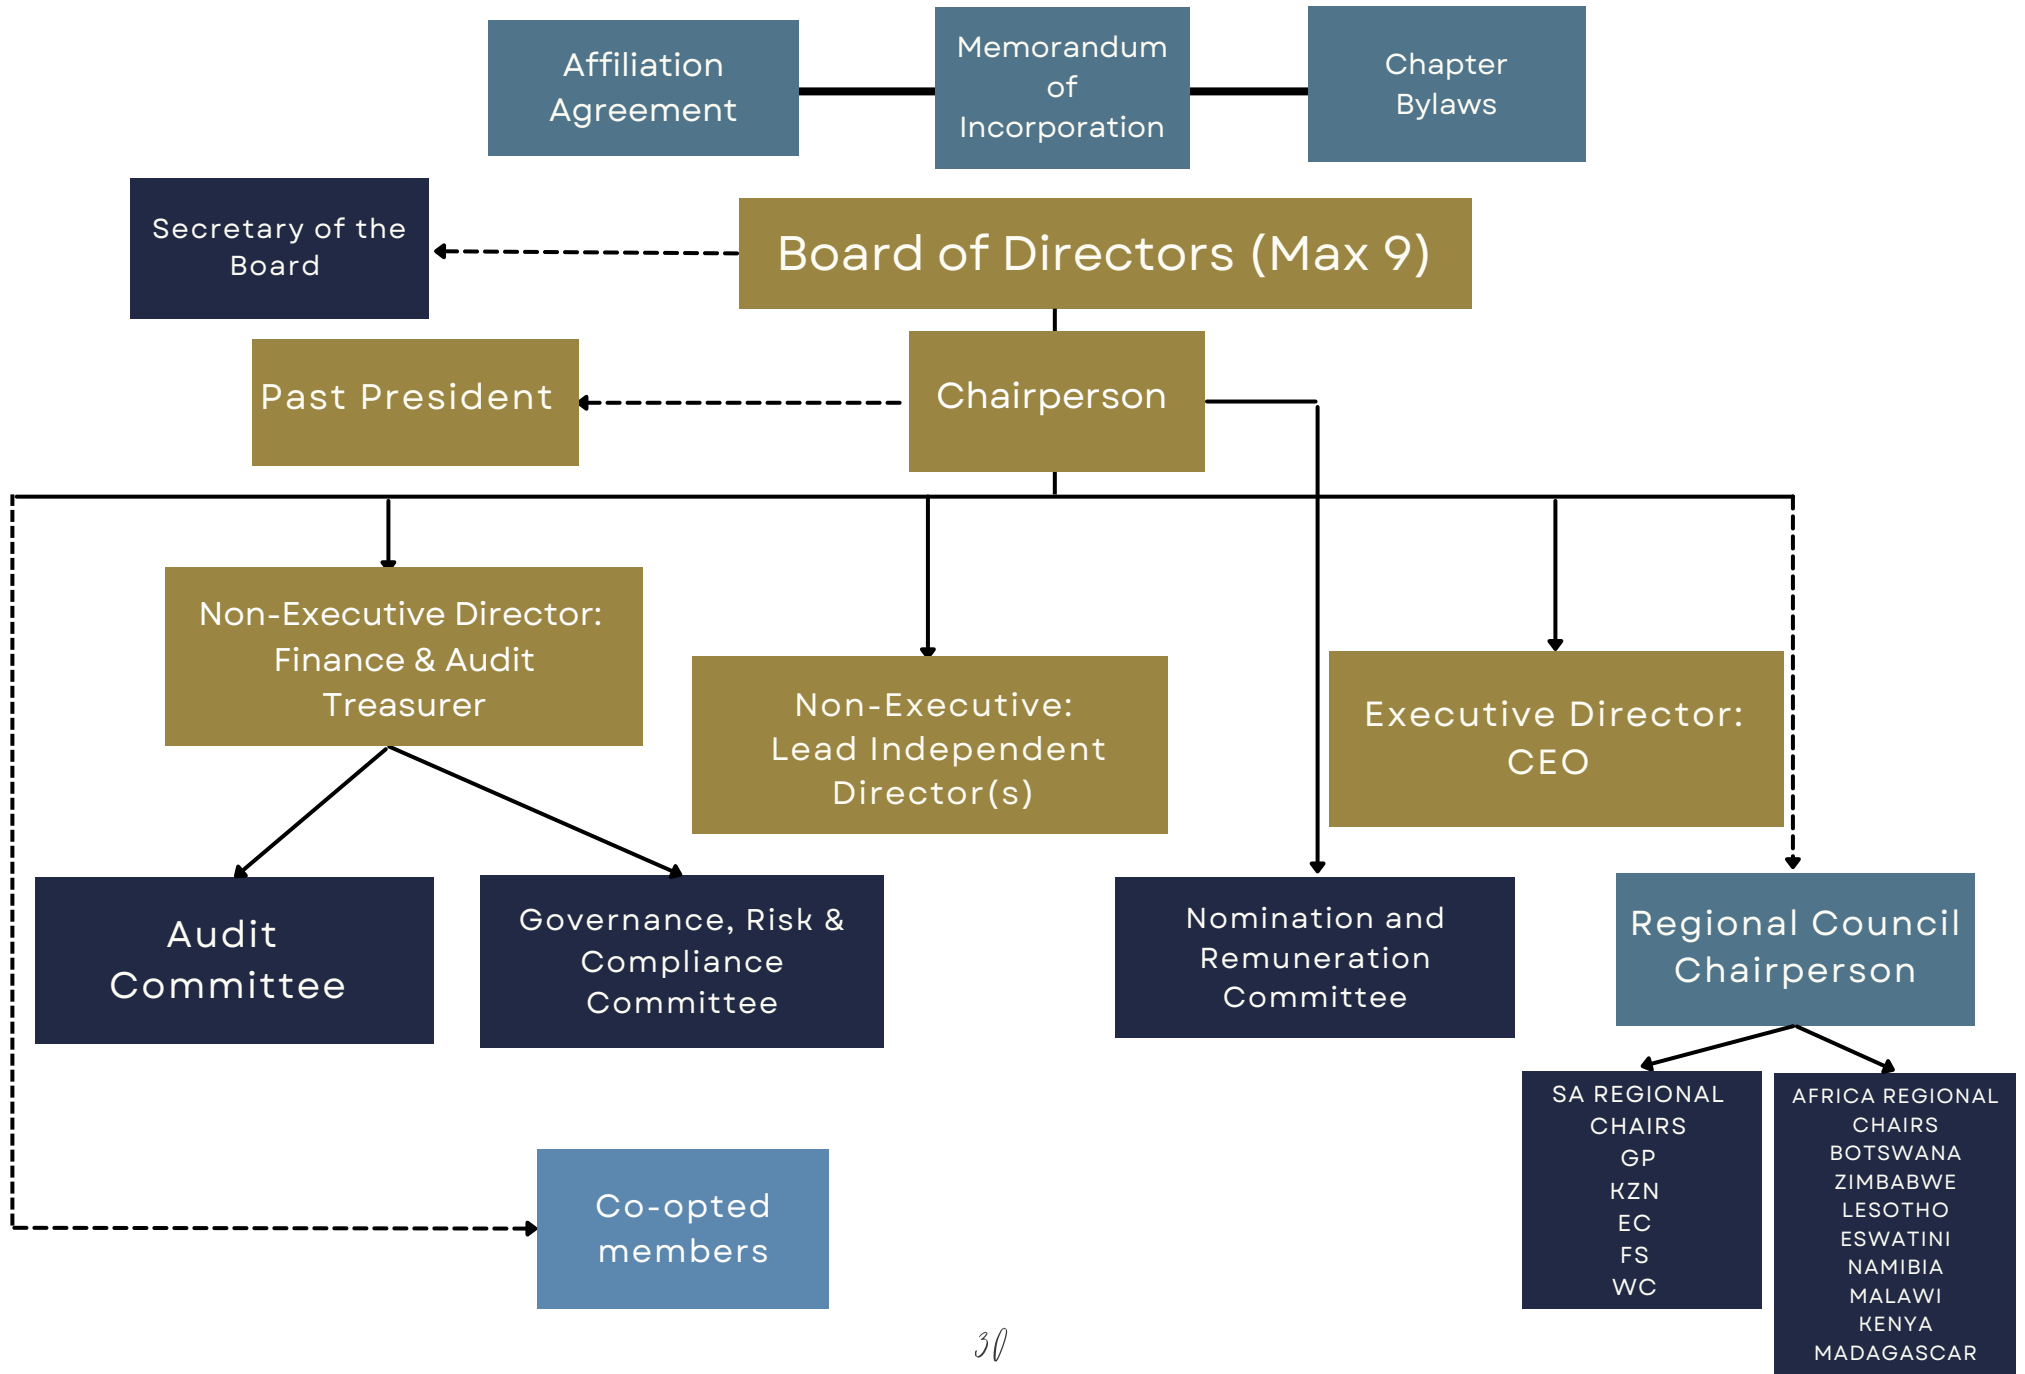 Affiliation
Agreement
Memorandum
of
Incorporation
Chapter
Bylaws
Secretary of the
Board
Board of Directors (Max 9)
Past President
Chairperson
Non-Executive Director:
Finance & Audit
Treasurer
Non-Executive:
Lead Independent
Director(s)
Executive Director:
CEO
Audit
Committee
Governance, Risk &
Compliance
Committee
Nomination and
Remuneration
Committee
Regional Council
Chairperson
SA REGIONAL
CHAIRS
GP
KZN
EC
FS
WC
AFRICA REGIONAL
CHAIRS
BOTSWANA
ZIMBABWE
LESOTHO
ESWATINI
NAMIBIA
MALAWI
KENYA
MADAGASCAR
Co-opted
members
30